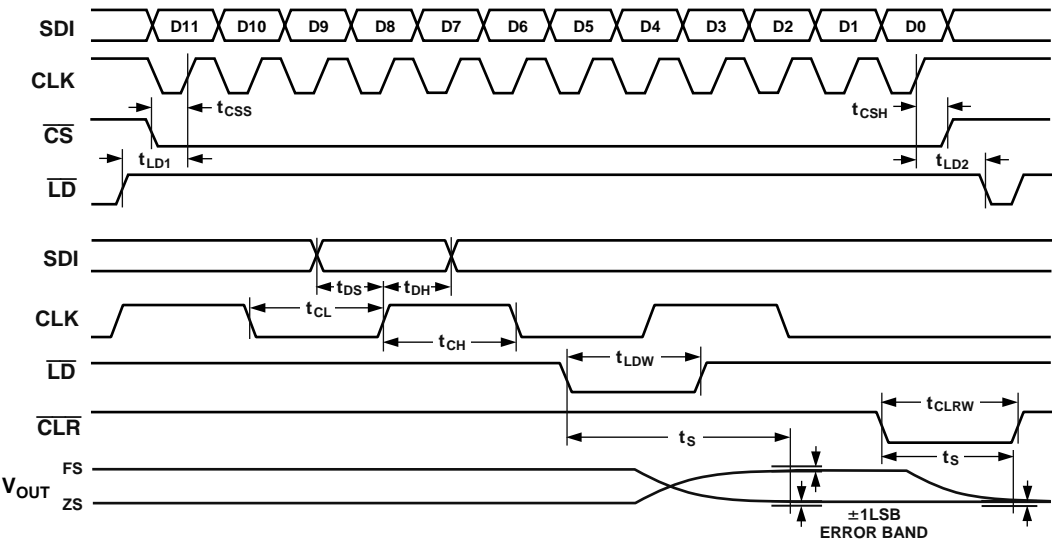 SDI D11 D10 D9 D8 D7 D6 D5 D4 D3 D2 D1 D0
CLK
tCSS tCSH
CS
tLD1 tLD2
LD
SDI
tDS tDH
tCL
CLK
tCH
LD
tLDW
CLR
tCLRW
tS tS
FS
VOUT
ZS
±1LSB
ERROR BAND